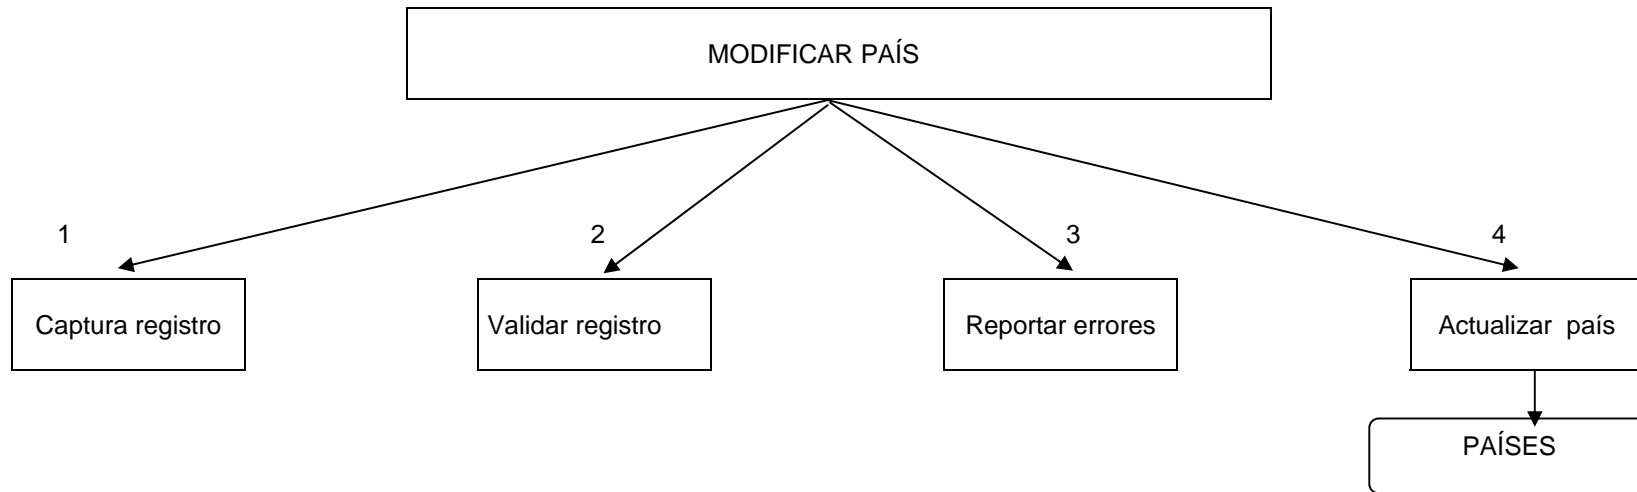 MODIFICAR PAÍS
1
2
3
4
Captura registro
Validar registro
Reportar errores
Actualizar país
PAÍSES